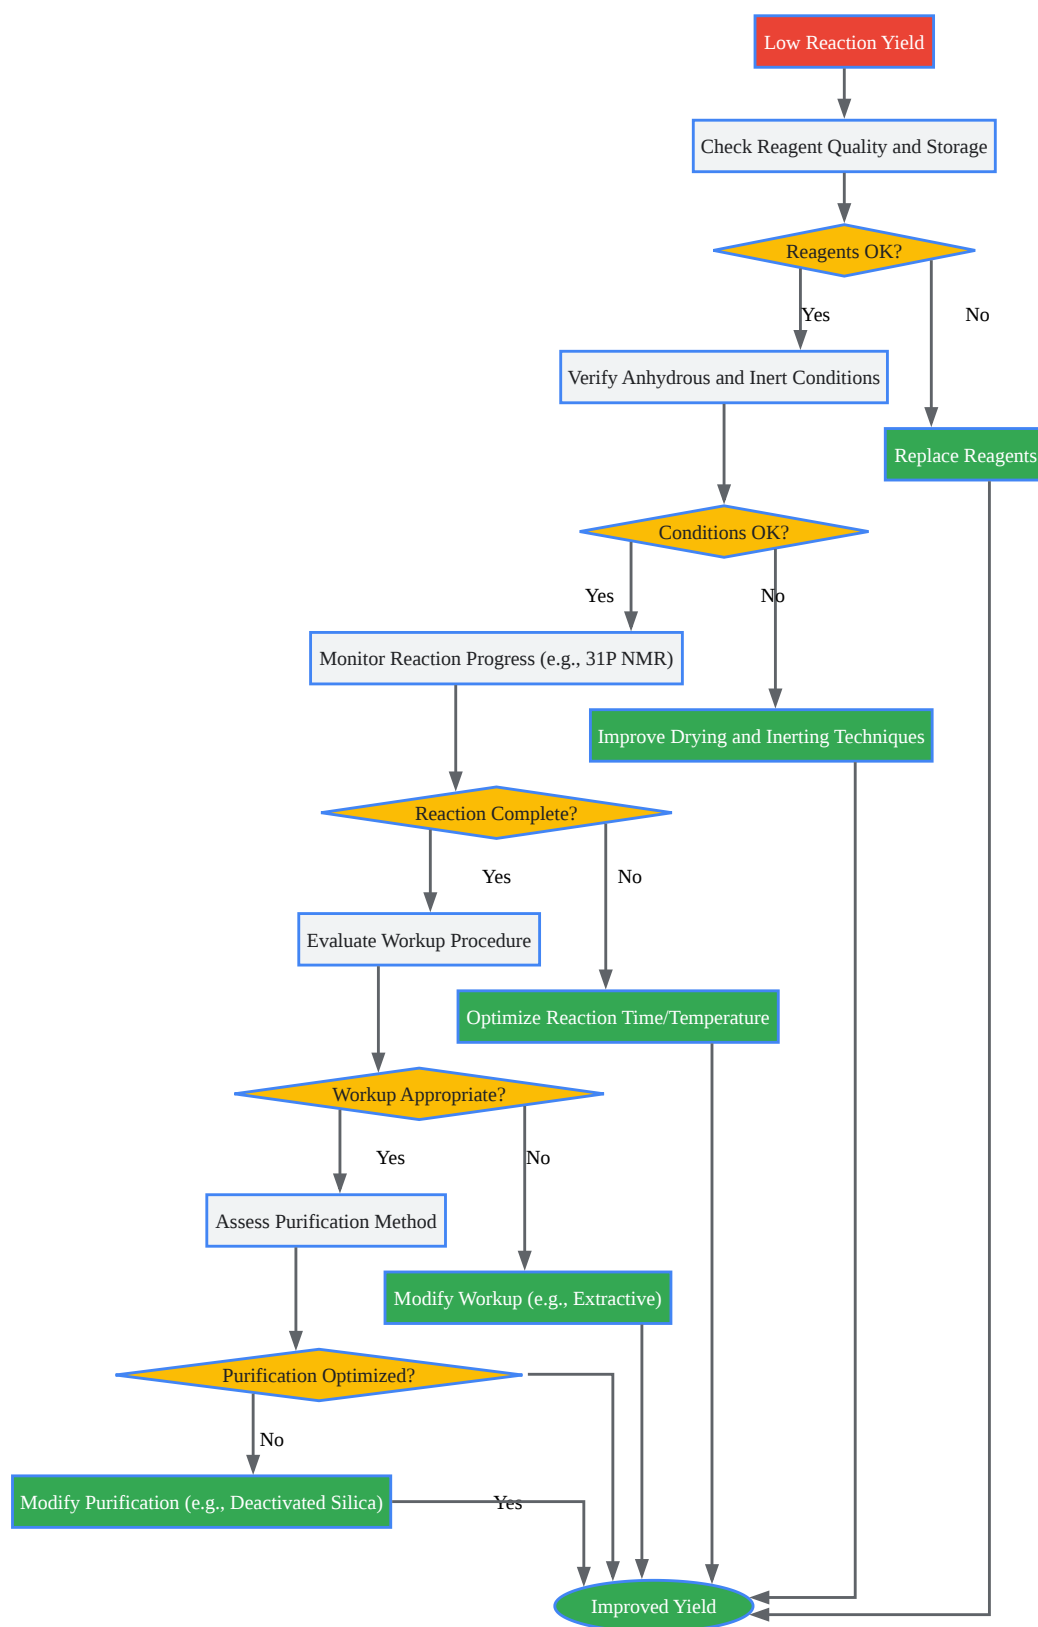 Low Reaction Yield
Check Reagent Quality and Storage
Reagents OK?
Yes
No
Verify Anhydrous and Inert Conditions
Replace Reagents
Conditions OK?
Yes
No
Monitor Reaction Progress (e.g., 31P NMR)
Improve Drying and Inerting Techniques
Reaction Complete?
Yes
No
Evaluate Workup Procedure
Optimize Reaction Time/Temperature
Workup Appropriate?
Yes
No
Assess Purification Method
Modify Workup (e.g., Extractive)
Purification Optimized?
No
Modify Purification (e.g., Deactivated Silica)
Yes
Improved Yield